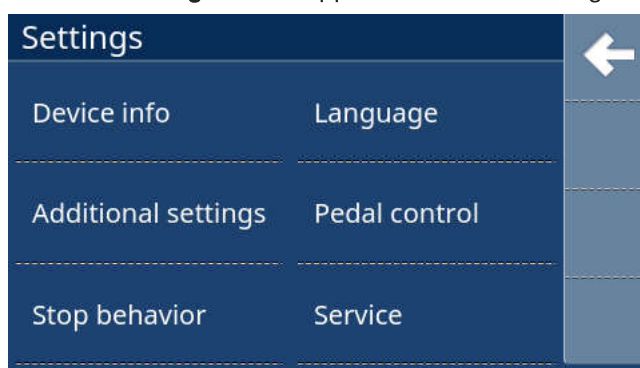 Settings
Device info
Language
Additional settings
Pedal control
Stop behavior
Service